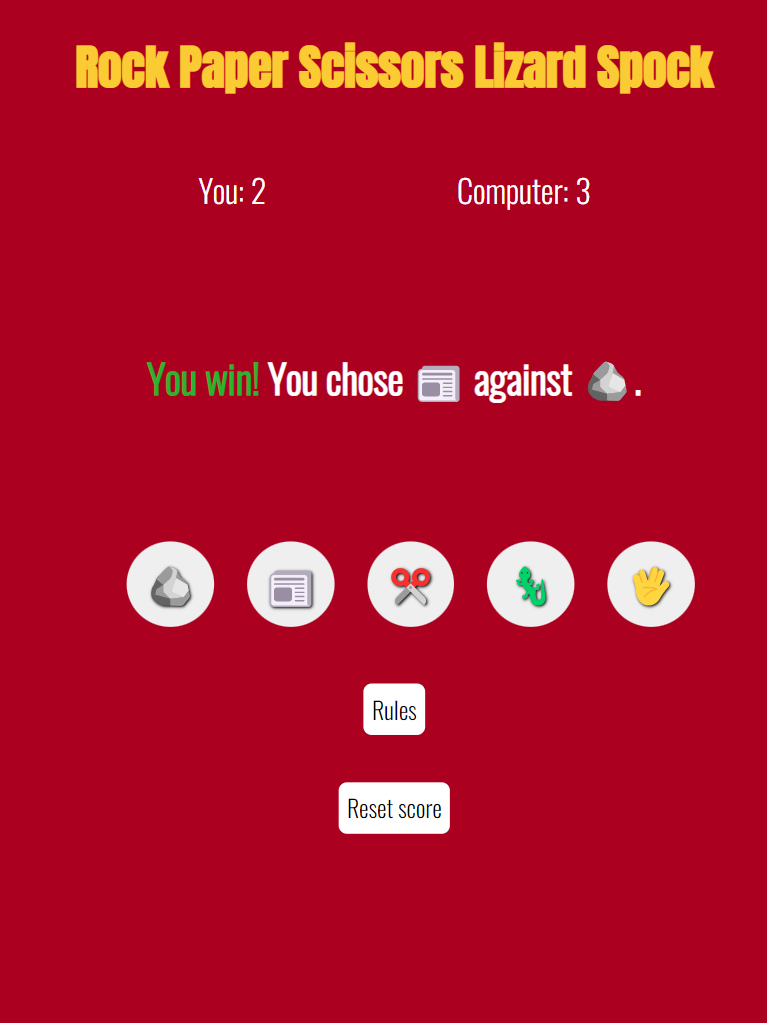 Rock Paper Scissors Lizard Spock
You: 2 Computer: 3
You win! You chose 📰 against 🪨.
Rules
Reset score